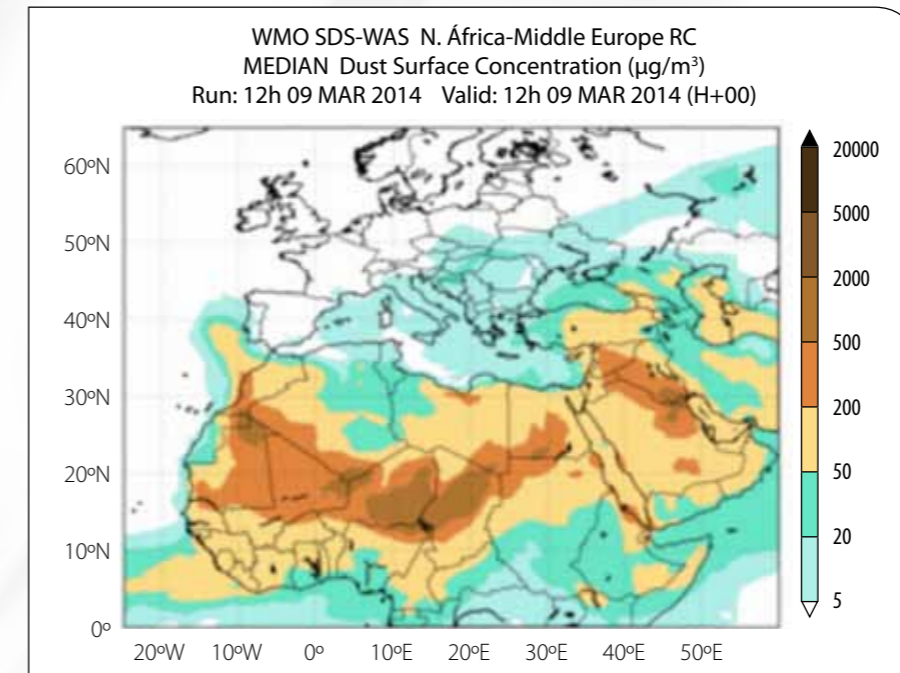 WMO SDS-WAS N. África-Middle Europe RC
MEDIAN Dust Surface Concentration (µg/m³)
Run: 12h 09 MAR 2014 Valid: 12h 09 MAR 2014 (H+00)
60ºN
50ºN
40ºN
30ºN
20ºN
10ºN
0º
20ºW 10ºW 0º 10ºE 20ºE 30ºE 40ºE 50ºE
20000
5000
2000
500
200
50
20
5